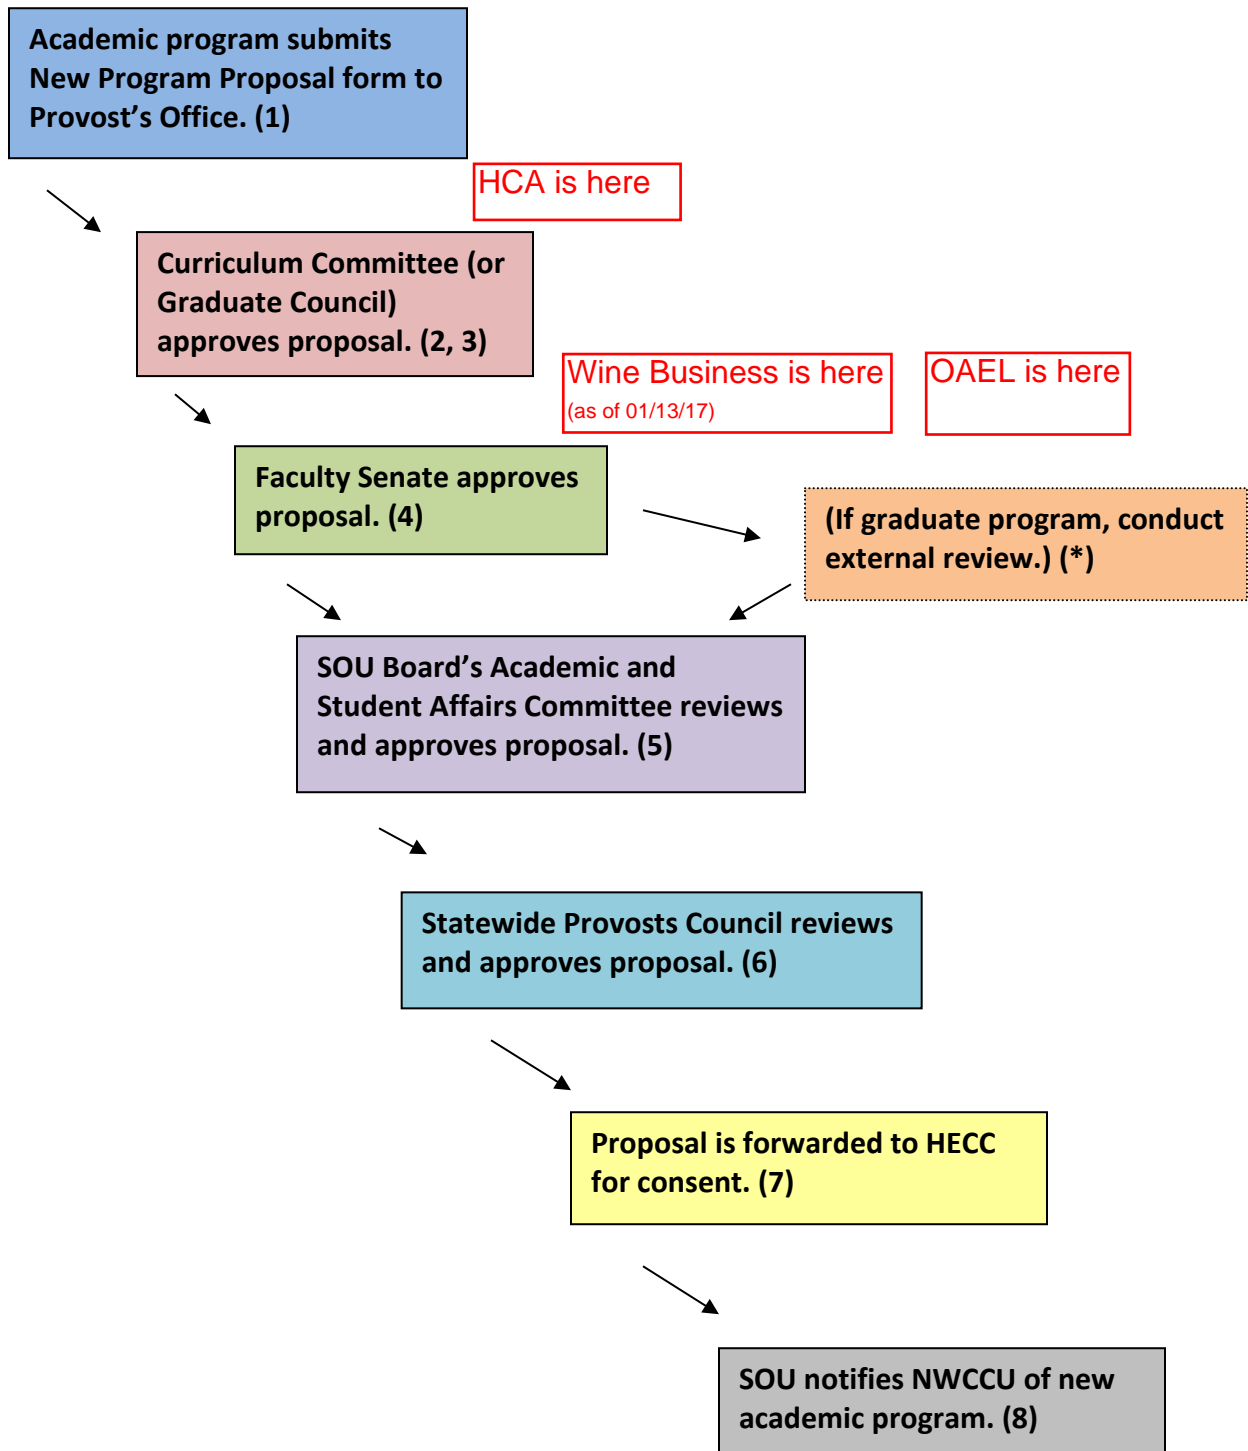 Academic program submits
New Program Proposal form to
Provost’s Office. (1)
HCA is here
Curriculum Committee (or
Graduate Council)
approves proposal. (2, 3)
Wine Business is here
(as of 01/13/17)
OAEL is here
Faculty Senate approves
proposal. (4)
(If graduate program, conduct
external review.) (*)
SOU Board’s Academic and
Student Affairs Committee reviews
and approves proposal. (5)
Statewide Provosts Council reviews
and approves proposal. (6)
Proposal is forwarded to HECC
for consent. (7)
SOU notifies NWCCU of new
academic program. (8)